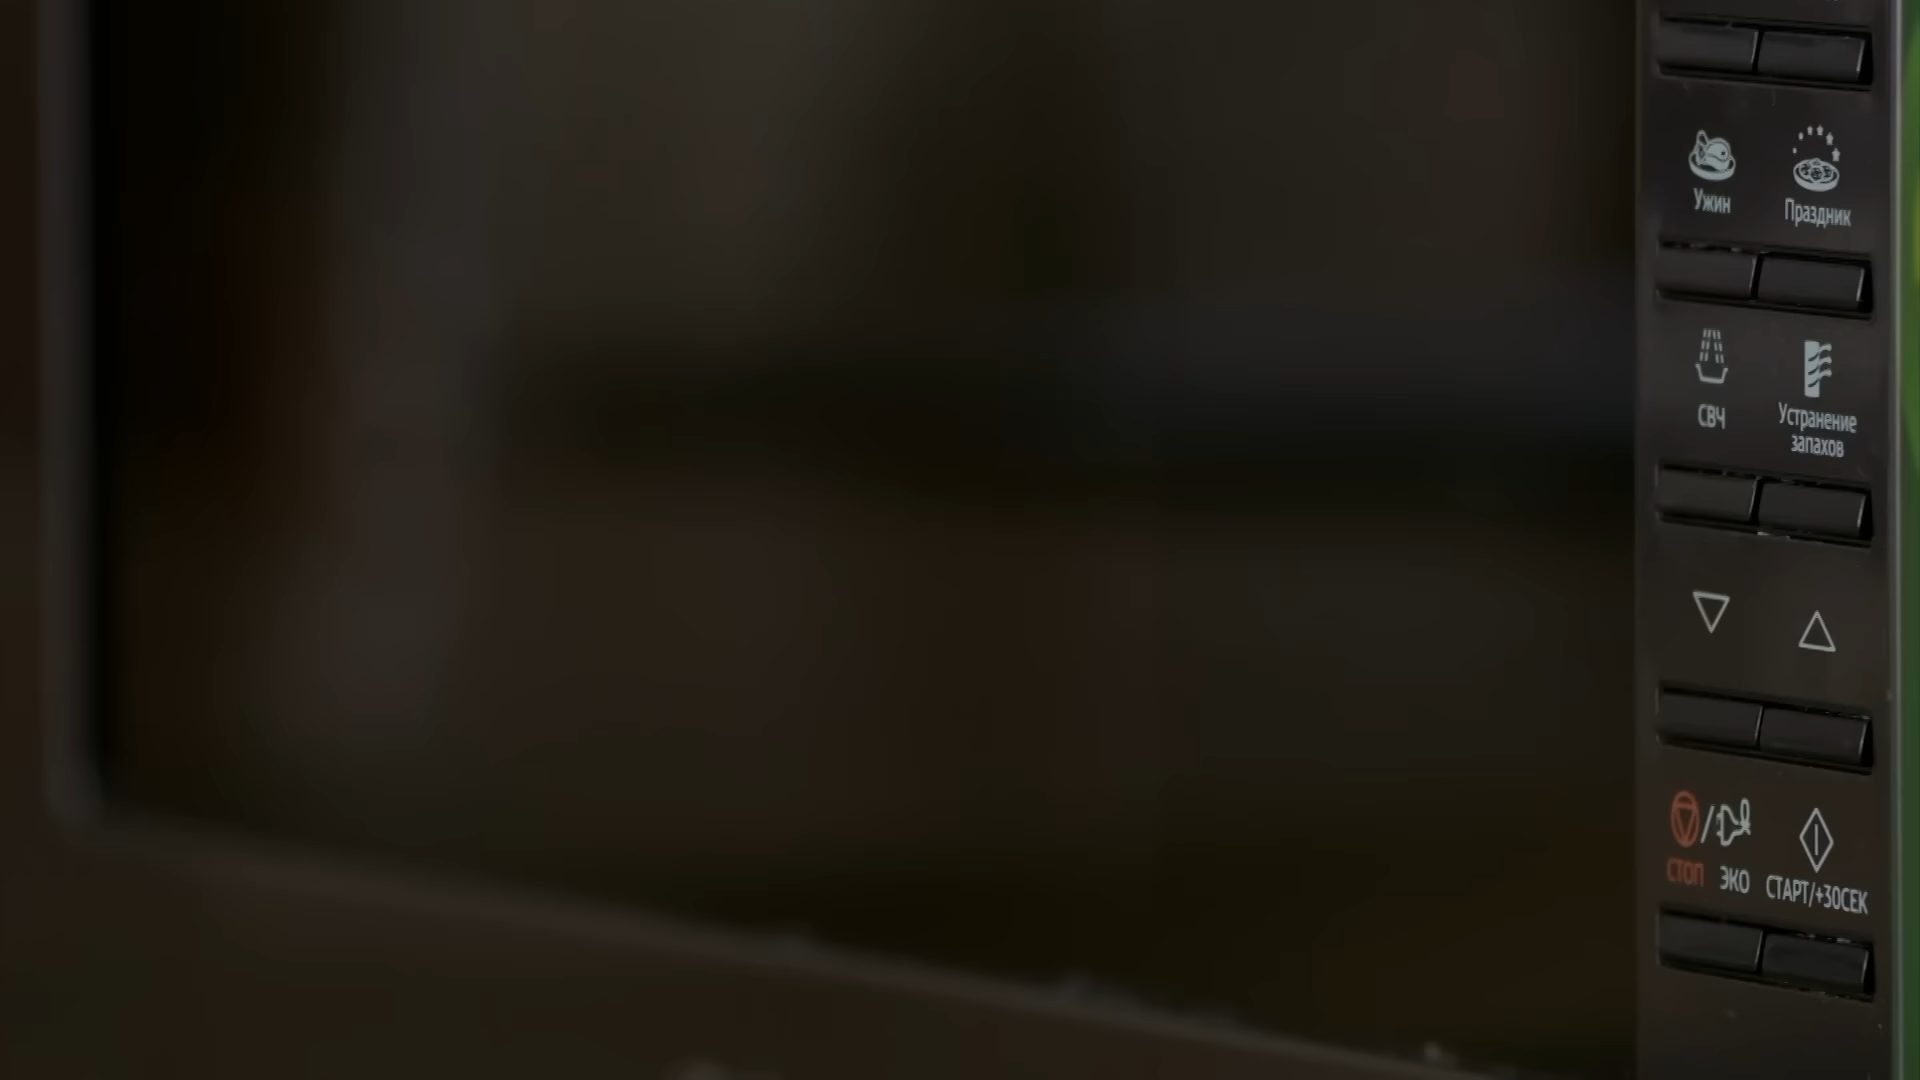 Ужин
Праздник
СВЧ
Устранение
запахов
СТОП
ЭКО
СТАРТ/+30СЕК